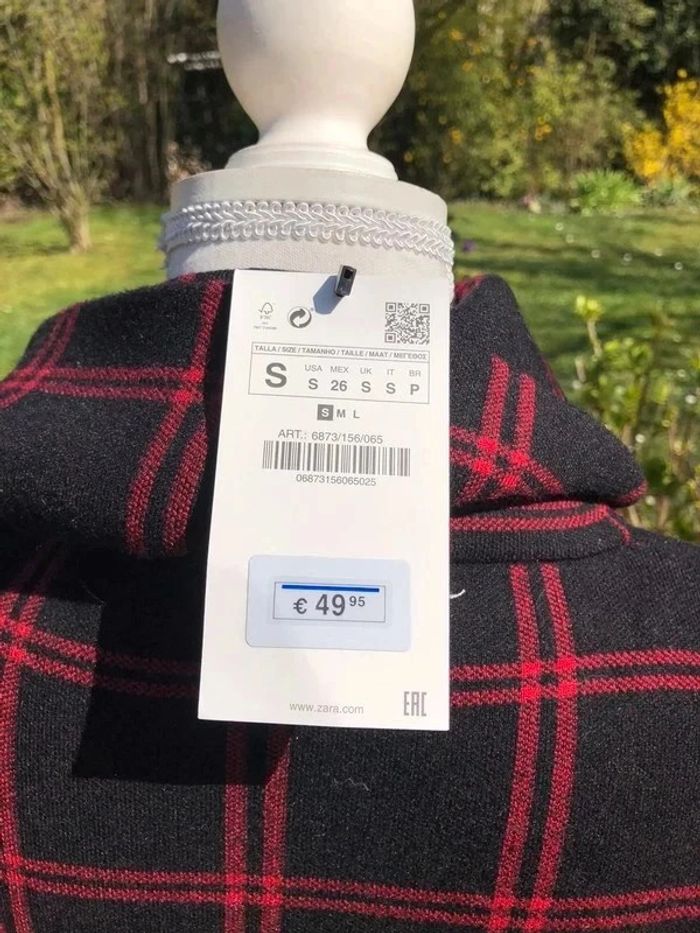 FSC
TALLA / SIZE / TAMANHO / TAILLE / MAAT / ΜΕΓΕΘΟΣ
S
USA MEX UK IT BR
S 26 S S P
S M L
ART.: 6873/156/065
06873156065025
€ 49 95
www.zara.com
EAC